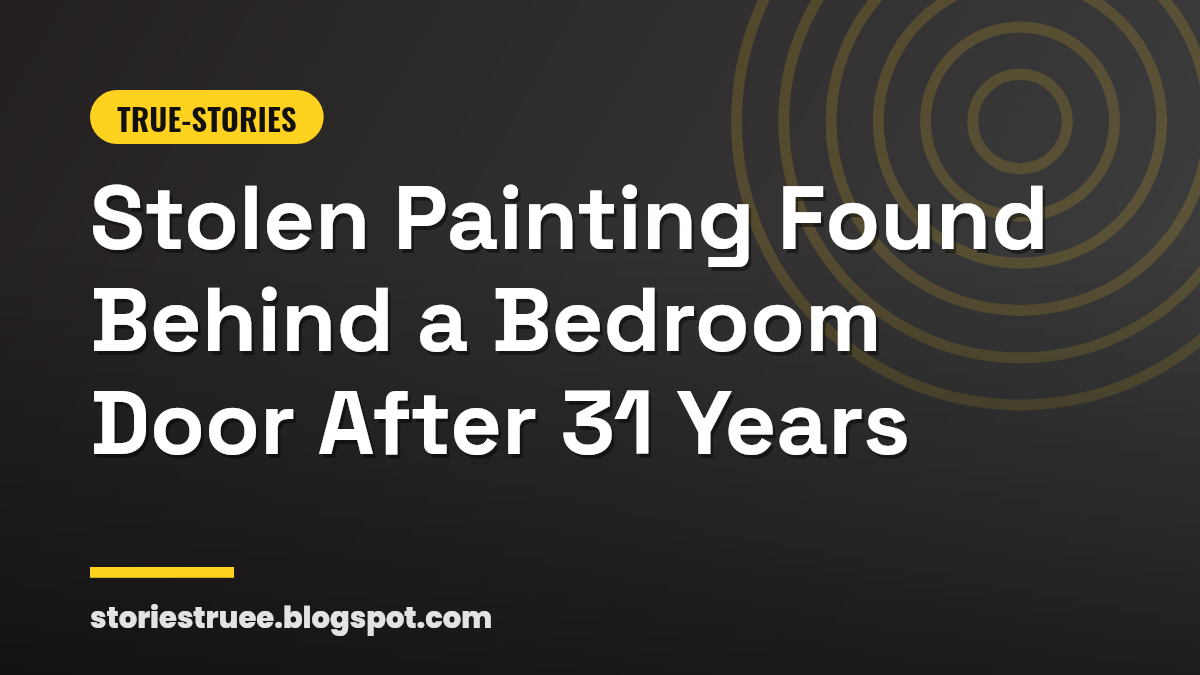 TRUE-STORIES
Stolen Painting Found
Behind a Bedroom
Door After 31 Years
storiestruee.blogspot.com